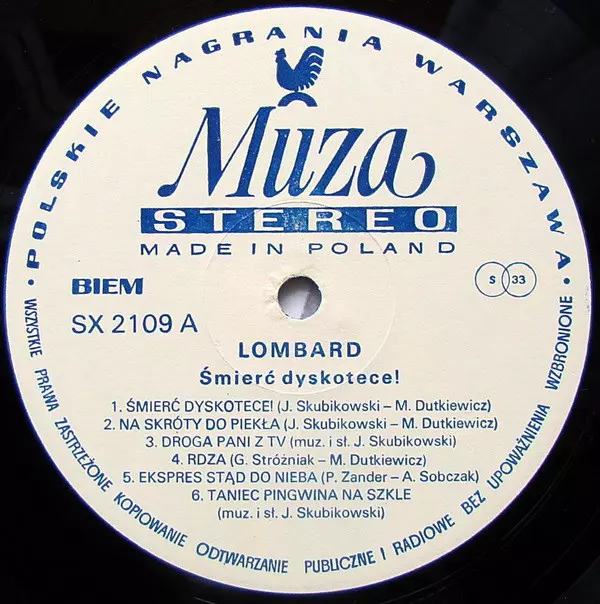 • POLSKIE NAGRANIA WARSZAWA •
Muza
STEREO
MADE IN POLAND
BIEM
S 33
SX 2109 A
LOMBARD
Śmierć dyskotece!
1. ŚMIERĆ DYSKOTECE! (J. Skubikowski – M. Dutkiewicz)
2. NA SKRÓTY DO PIEKŁA (J. Skubikowski – M. Dutkiewicz)
3. DROGA PANI Z TV (muz. i sł. J. Skubikowski)
4. RDZA (G. Stróżniak – M. Dutkiewicz)
5. EKSPRES STĄD DO NIEBA (P. Zander – A. Sobczak)
6. TANIEC PINGWINA NA SZKLE
(muz. i sł. J. Skubikowski)
WSZYSTKIE PRAWA ZASTRZEŻONE KOPIOWANIE ODTWARZANIE PUBLICZNE I RADIOWE BEZ UPOWAŻNIENIA WZBRONIONE